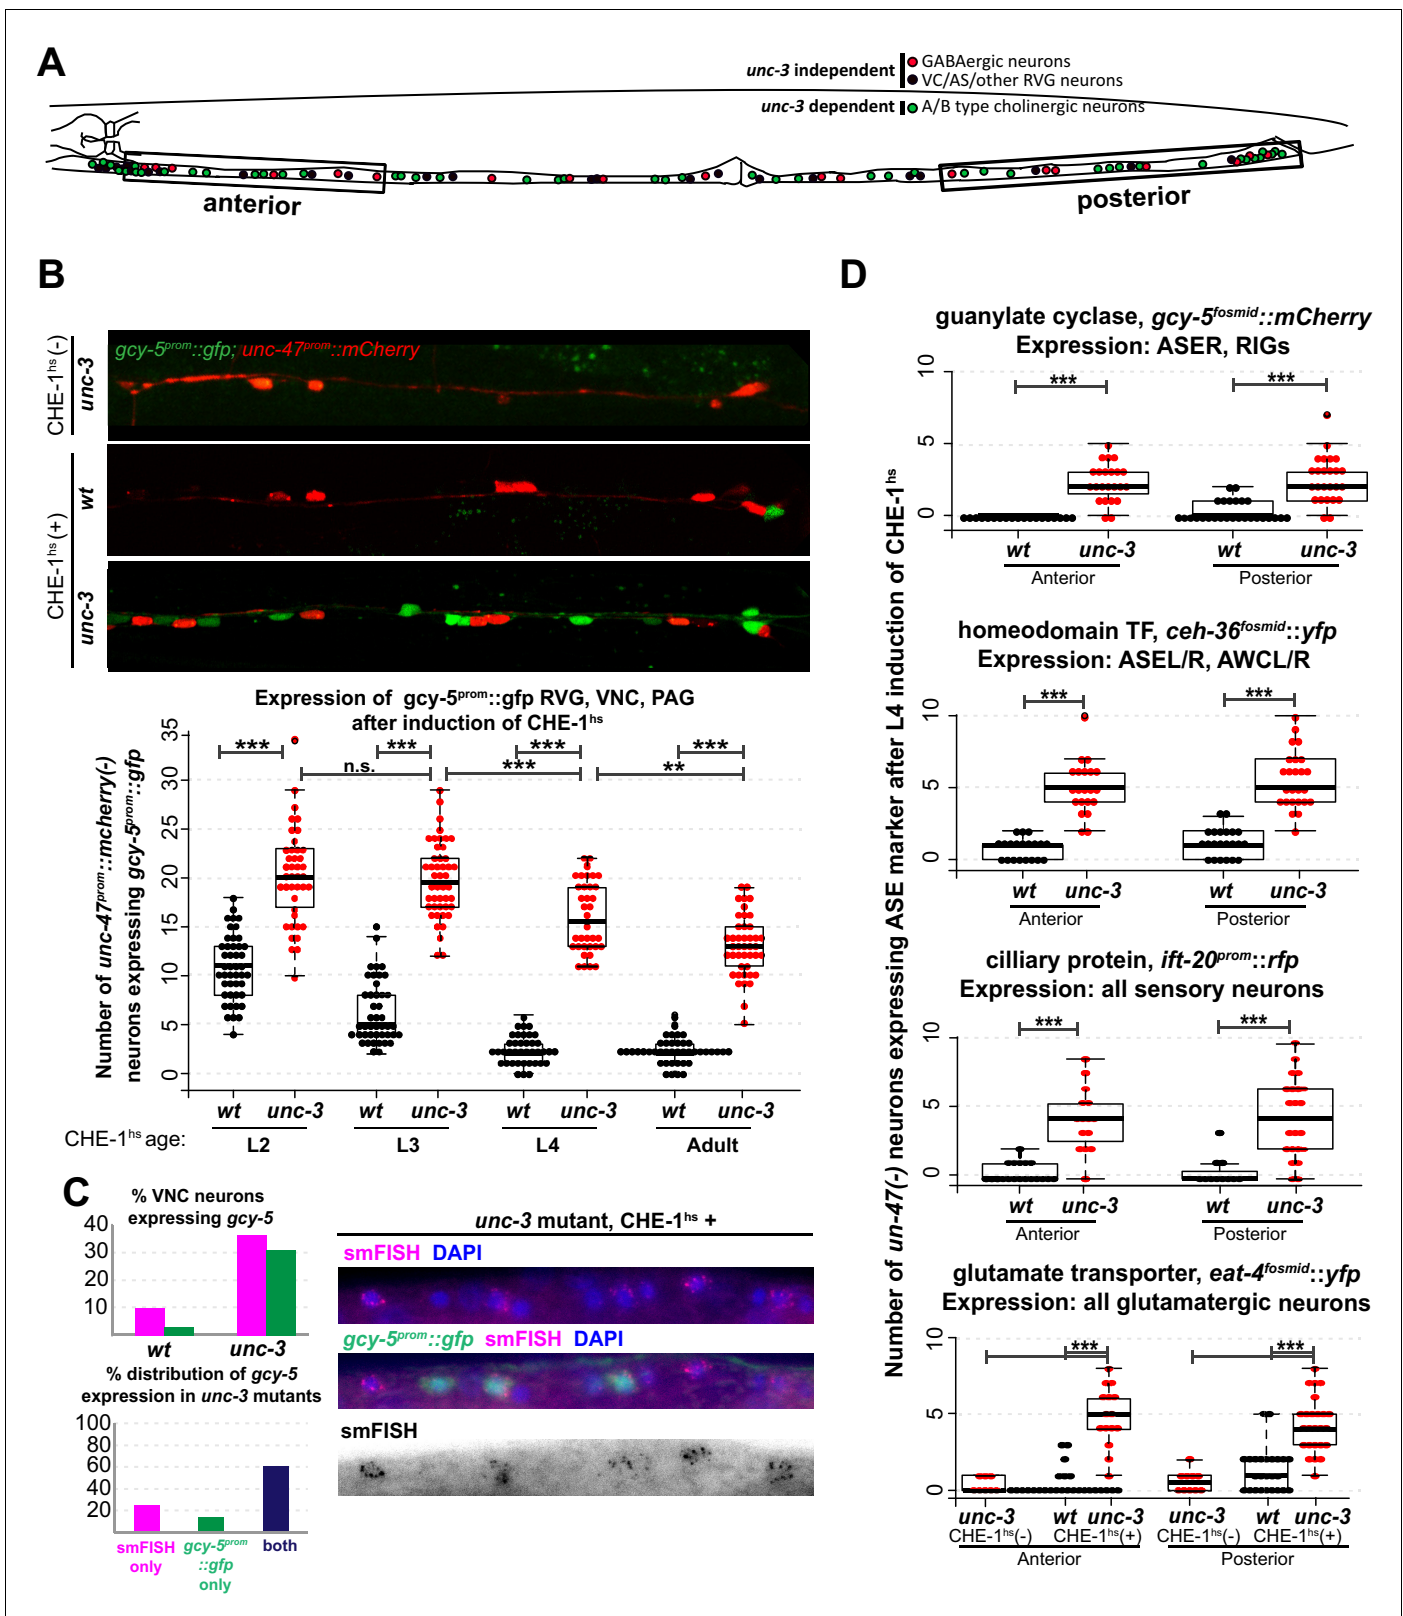 A
unc-3 independent
GABAergic neurons
VC/AS/other RVG neurons
unc-3 dependent
A/B type cholinergic neurons
anterior
posterior
B
CHE-1hs (-)
unc-3
gcy-5prom::gfp; unc-47prom::mCherry
CHE-1hs (+)
wt
unc-3
Expression of gcy-5prom::gfp RVG, VNC, PAG
after induction of CHE-1hs
Number of unc-47prom::mcherry(-)
neurons expressing gcy-5prom::gfp
35
30
25
20
15
10
5
0
*** *** *** ***
n.s. *** **
wt unc-3 wt unc-3 wt unc-3 wt unc-3
CHE-1hs age: L2 L3 L4 Adult
C
% VNC neurons
expressing gcy-5
40
30
20
10
wt unc-3
% distribution of gcy-5
expression in unc-3 mutants
100
80
60
40
20
smFISH
only
gcy-5prom
::gfp
only
both
unc-3 mutant, CHE-1hs +
smFISH DAPI
gcy-5prom::gfp smFISH DAPI
smFISH
D
Number of un-47(-) neurons expressing ASE marker after L4 induction of CHE-1hs
guanylate cyclase, gcy-5fosmid::mCherry
Expression: ASER, RIGs
10
5
0
*** ***
wt unc-3 wt unc-3
Anterior Posterior
homeodomain TF, ceh-36fosmid::yfp
Expression: ASEL/R, AWCL/R
10
5
0
*** ***
wt unc-3 wt unc-3
Anterior Posterior
cilliary protein, ift-20prom::rfp
Expression: all sensory neurons
10
5
0
*** ***
wt unc-3 wt unc-3
Anterior Posterior
glutamate transporter, eat-4fosmid::yfp
Expression: all glutamatergic neurons
10
5
0
*** ***
unc-3 wt unc-3 unc-3 wt unc-3
CHE-1hs(-) CHE-1hs(+) CHE-1hs(-) CHE-1hs(+)
Anterior Posterior